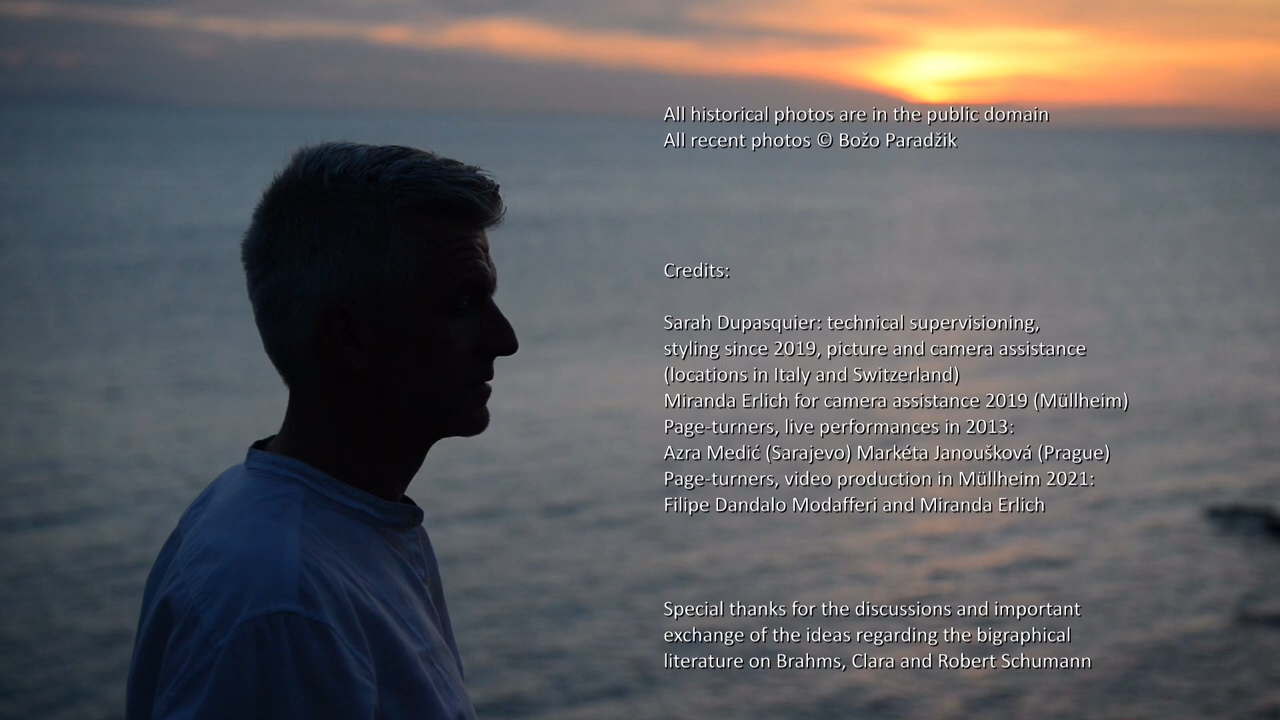 All historical photos are in the public domain
All recent photos © Božo Paradžik
Credits:
Sarah Dupasquier: technical supervisioning,
styling since 2019, picture and camera assistance
(locations in Italy and Switzerland)
Miranda Erlich for camera assistance 2019 (Müllheim)
Page-turners, live performances in 2013:
Azra Medić (Sarajevo) Markéta Janoušková (Prague)
Page-turners, video production in Müllheim 2021:
Filipe Dandalo Modafferi and Miranda Erlich
Special thanks for the discussions and important
exchange of the ideas regarding the bigraphical
literature on Brahms, Clara and Robert Schumann